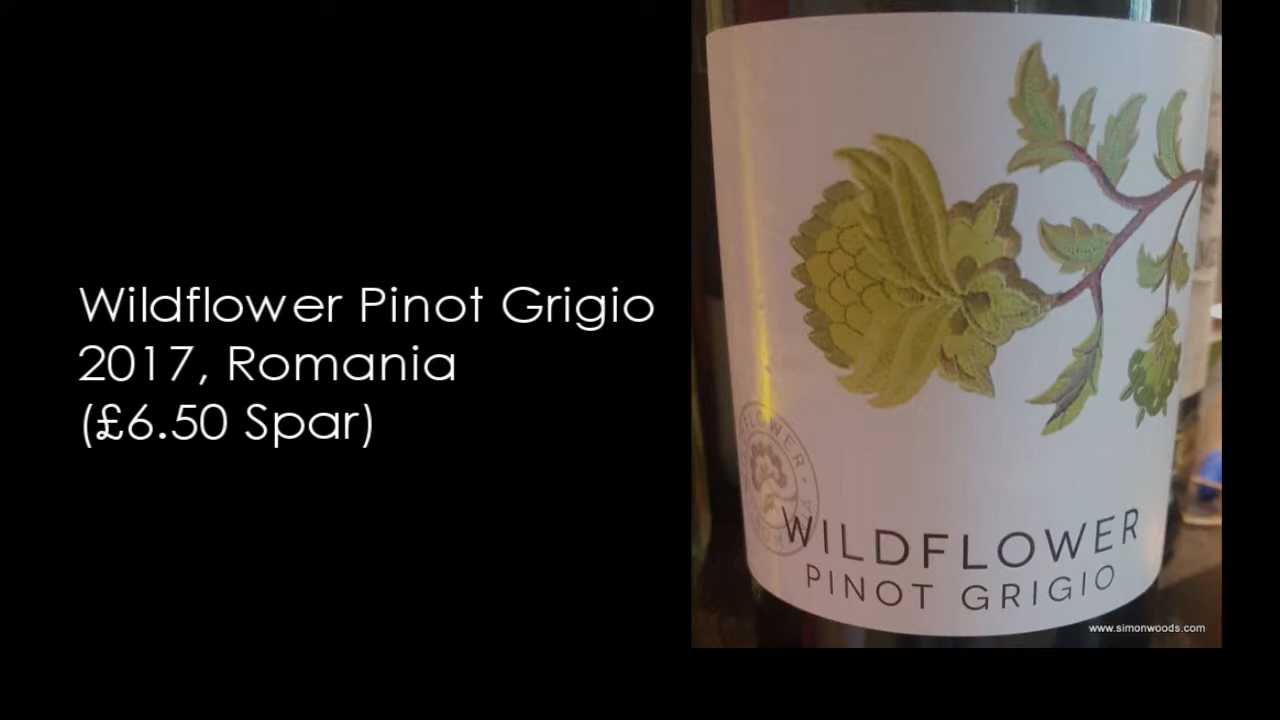 Wildflower Pinot Grigio
2017, Romania
(£6.50 Spar)
WILDFLOWER
PINOT GRIGIO
www.simonwoods.com